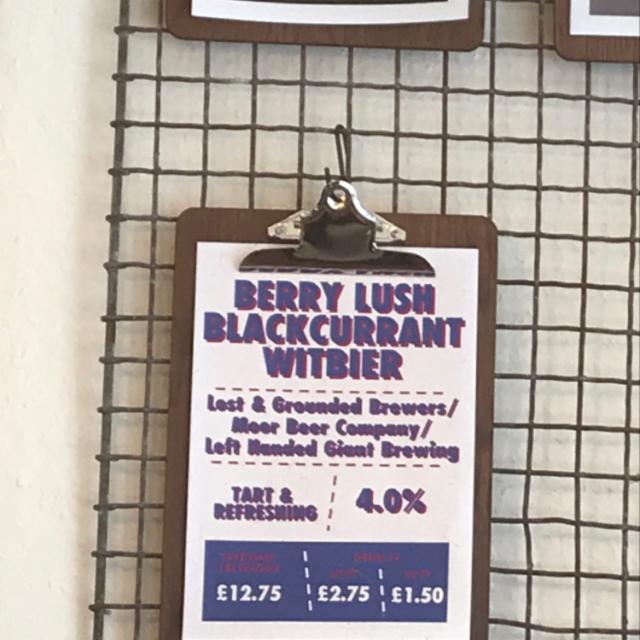 BERRY LUSH
BLACKCURRANT
WITBIER
Lost & Grounded Brewers/
Moor Beer Company/
Left Handed Giant Brewing
TART &
REFRESHING
4.0%
£12.75 £2.75 £1.50